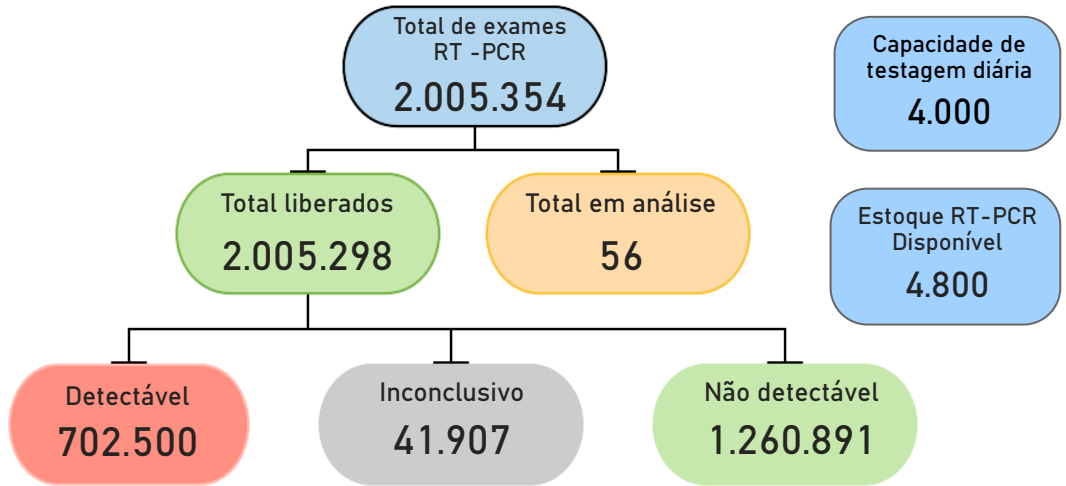 Total de exames
RT -PCR
2.005.354
Capacidade de
testagem diária
4.000
Total liberados
2.005.298
Total em análise
56
Estoque RT-PCR
Disponível
4.800
Detectável
702.500
Inconclusivo
41.907
Não detectável
1.260.891